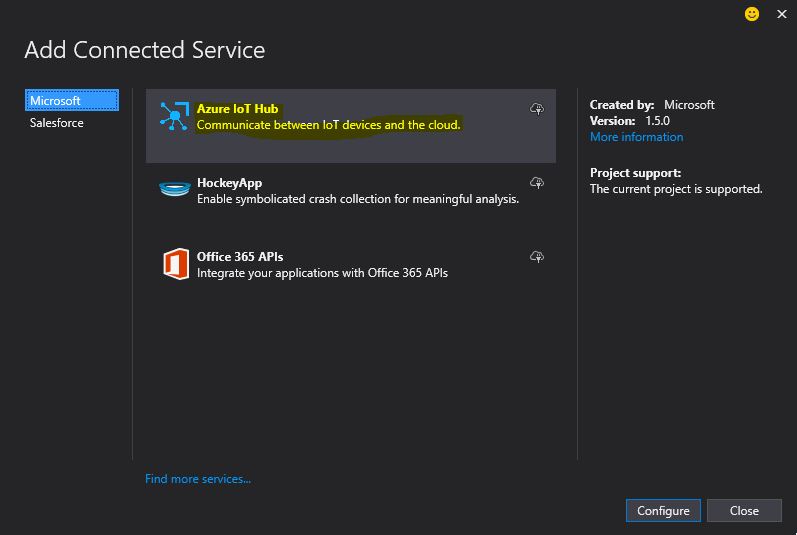 Add Connected Service
Microsoft
Salesforce
Azure IoT Hub
Communicate between IoT devices and the cloud.
HockeyApp
Enable symbolicated crash collection for meaningful analysis.
Office 365 APIs
Integrate your applications with Office 365 APIs
Find more services...
Created by: Microsoft
Version: 1.5.0
More information
Project support:
The current project is supported.
Configure
Close